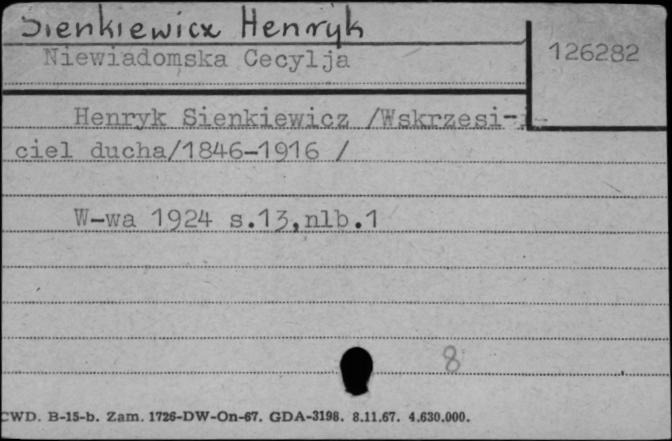 Sienkiewicz Henryk
Niewiadomska Cecylja
126282
Henryk Sienkiewicz /Wskrzesi-
ciel ducha/1846-1916 /
W-wa 1924 s.13,nlb.1
8
CWD. B-15-b. Zam. 1726-DW-On-67. GDA-3198. 8.11.67. 4.630.000.